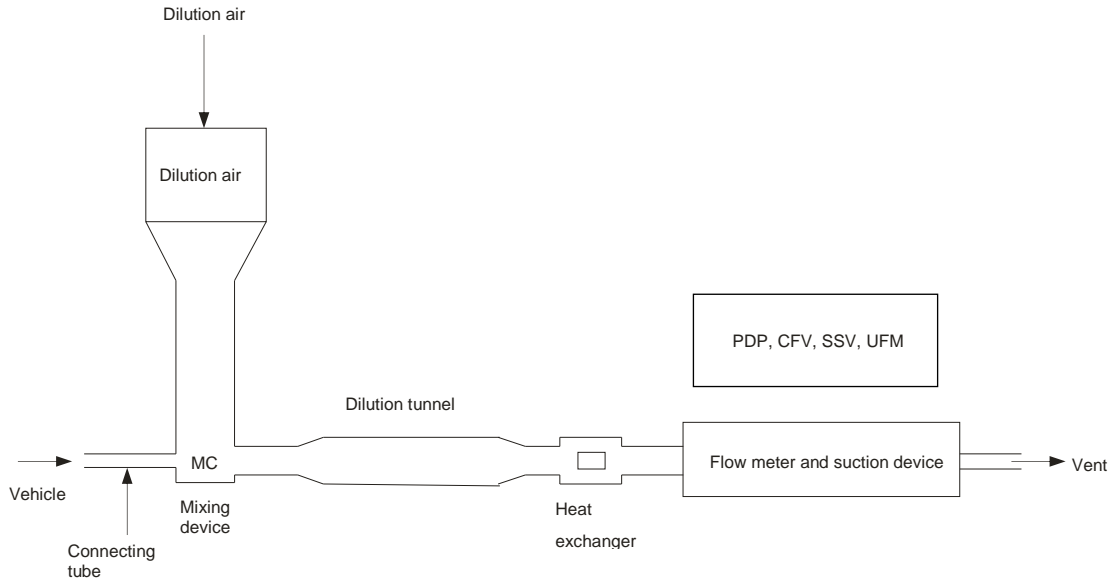 Dilution air
Dilution air
PDP, CFV, SSV, UFM
Dilution tunnel
MC
Flow meter and suction device
Vent
Vehicle
Mixing
device
Heat
exchanger
Connecting
tube